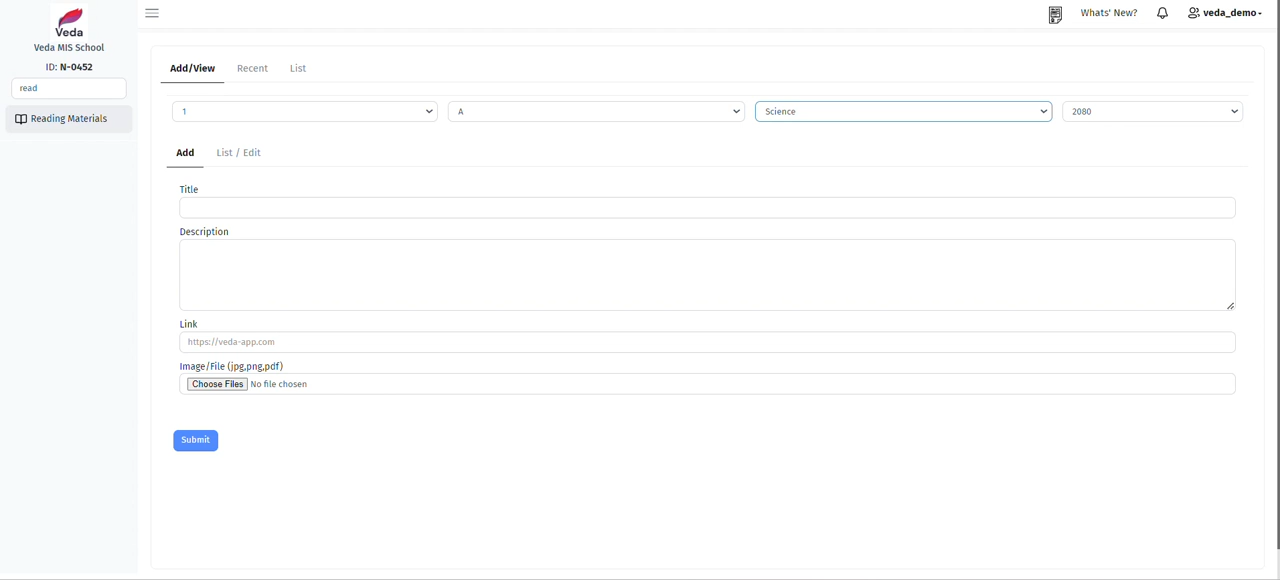 Veda
Veda MIS School
ID: N-0452
read
Reading Materials
Whats' New?
veda_demo
Add/View Recent List
1 A Science 2080
Add List / Edit
Title
Description
Link
https://veda-app.com
Image/File (jpg,png,pdf)
Choose Files No file chosen
Submit